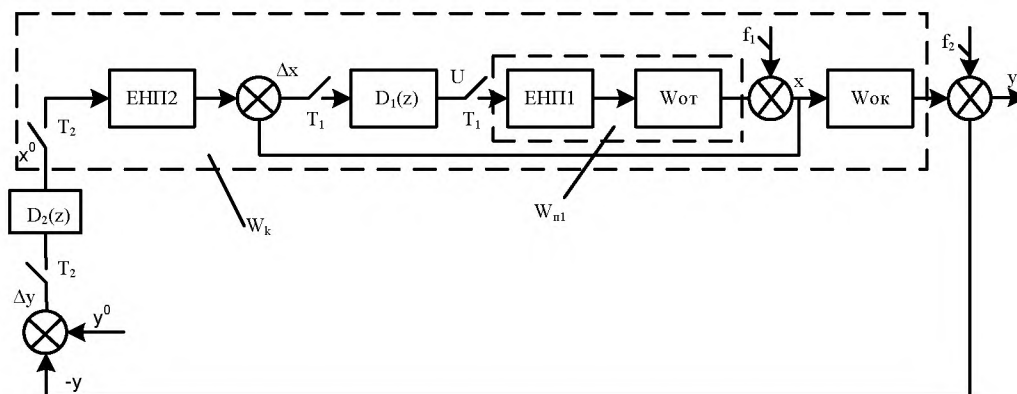 f₁
f₂
Δx
U
x
y
ЕНП2
D₁(z)
ЕНП1
Wот
Wок
T₂
T₁
T₁
x⁰
D₂(z)
Wk
Wп1
T₂
Δy
y⁰
-y